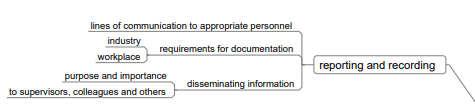 lines of communication to appropriate personnel
industry
requirements for documentation
workplace
reporting and recording
purpose and importance
disseminating information
to supervisors, colleagues and others